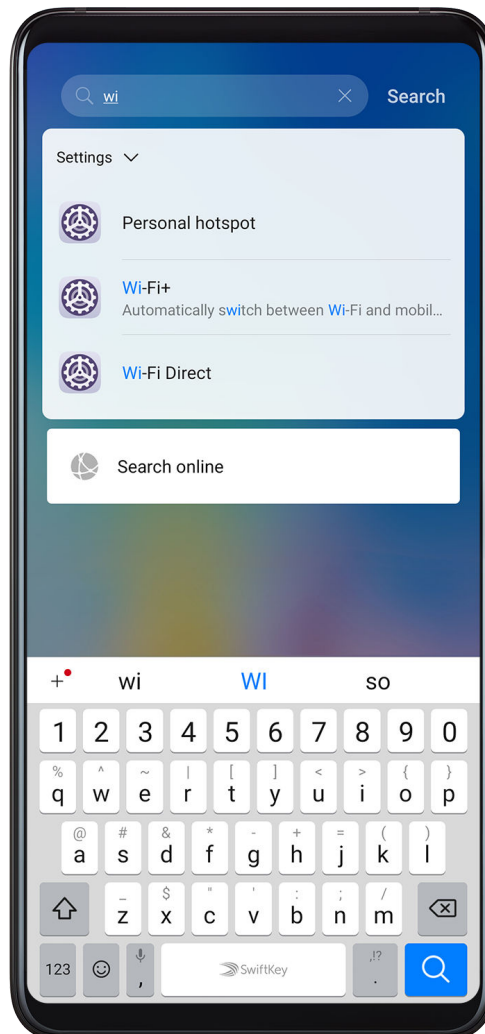 wi Search
Settings
Personal hotspot
Wi-Fi+
Automatically switch between Wi-Fi and mobil...
Wi-Fi Direct
Search online
+ wi WI so
1 2 3 4 5 6 7 8 9 0
% ^ ~ | [ ] < > { }
q w e r t y u i o p
@ # & * - + = ( )
a s d f g h j k l
_ $ " ' : ; /
z x c v b n m
,!?
123 , SwiftKey .